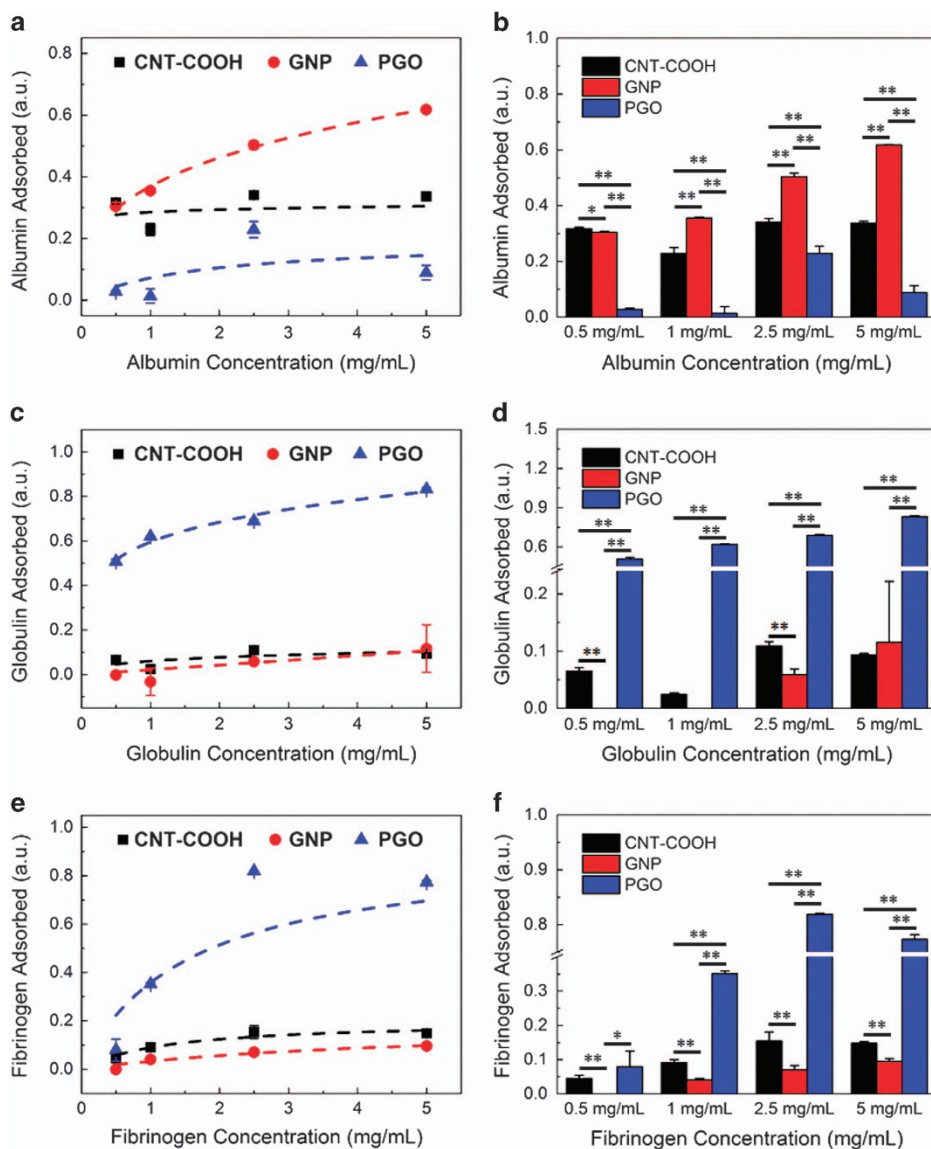 a
CNT-COOH GNP PGO
Albumin Adsorbed (a.u.)
0.8
0.6
0.4
0.2
0.0
0 1 2 3 4 5
Albumin Concentration (mg/mL)
b
CNT-COOH
GNP
PGO
Albumin Adsorbed (a.u.)
1.0
0.8
0.6
0.4
0.2
0.0
** ** ** **
* ** ** ** ** ** ** **
0.5 mg/mL 1 mg/mL 2.5 mg/mL 5 mg/mL
Albumin Concentration (mg/mL)
c
CNT-COOH GNP PGO
Globulin Adsorbed (a.u.)
1.0
0.8
0.6
0.4
0.2
0.0
0 1 2 3 4 5
Globulin Concentration (mg/mL)
d
CNT-COOH
GNP
PGO
Globulin Adsorbed (a.u.)
1.5
1.2
0.9
0.6
0.1
0.0
** ** ** **
** ** ** **
** **
0.5 mg/mL 1 mg/mL 2.5 mg/mL 5 mg/mL
Globulin Concentration (mg/mL)
e
CNT-COOH GNP PGO
Fibrinogen Adsorbed (a.u.)
1.0
0.8
0.6
0.4
0.2
0.0
0 1 2 3 4 5
Fibrinogen Concentration (mg/mL)
f
CNT-COOH
GNP
PGO
Fibrinogen Adsorbed (a.u.)
1.0
0.9
0.8
0.3
0.2
0.1
0.0
** ** **
* ** ** **
** ** ** **
0.5 mg/mL 1 mg/mL 2.5 mg/mL 5 mg/mL
Fibrinogen Concentration (mg/mL)